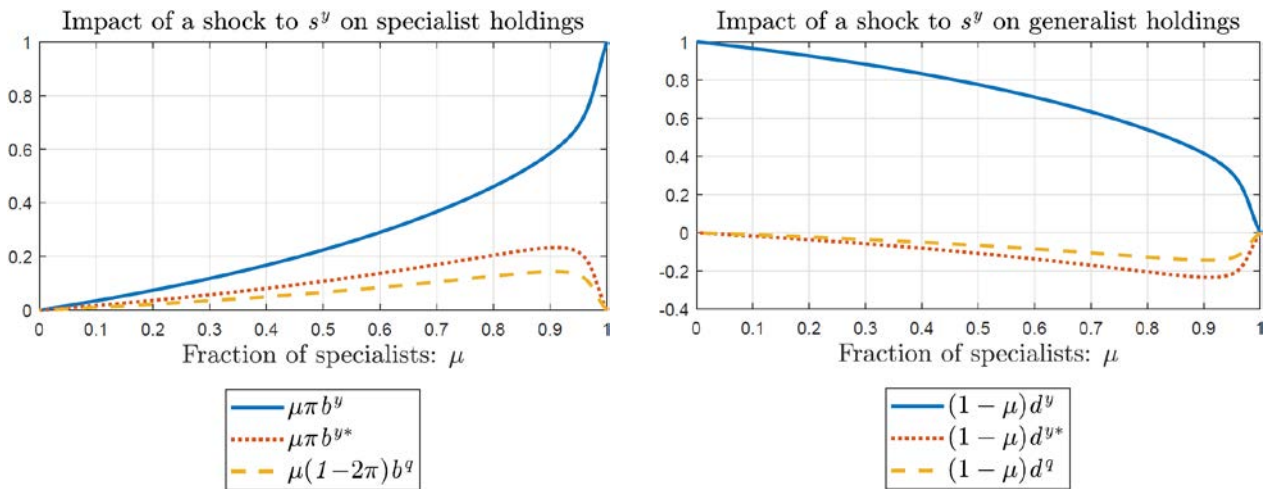 Impact of a shock to s^y on specialist holdings
1
0.8
0.6
0.4
0.2
0
0 0.1 0.2 0.3 0.4 0.5 0.6 0.7 0.8 0.9 1
Fraction of specialists: μ
μπb^y
μπb^{y*}
μ(1−2π)b^q
Impact of a shock to s^y on generalist holdings
1
0.8
0.6
0.4
0.2
0
-0.2
-0.4
0 0.1 0.2 0.3 0.4 0.5 0.6 0.7 0.8 0.9 1
Fraction of specialists: μ
(1 − μ)d^y
(1 − μ)d^{y*}
(1 − μ)d^q